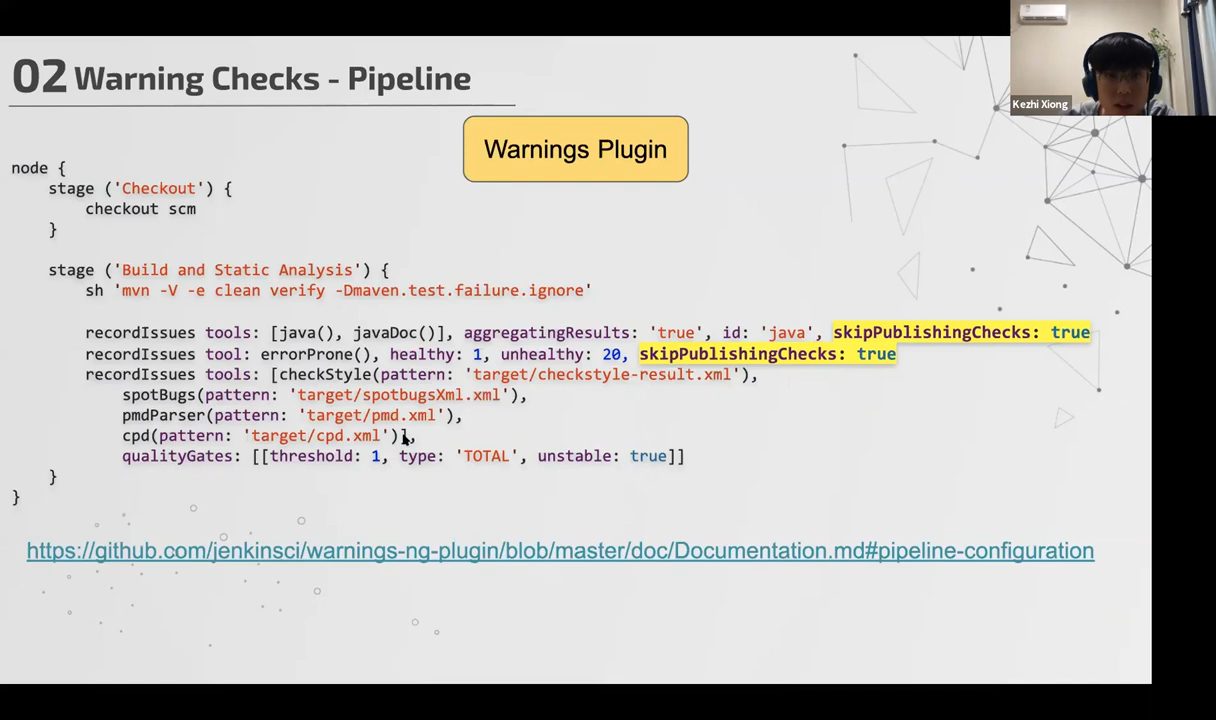 02 Warning Checks - Pipeline
Kezhi Xiong
Warnings Plugin
node {
stage ('Checkout') {
checkout scm
}
stage ('Build and Static Analysis') {
sh 'mvn -V -e clean verify -Dmaven.test.failure.ignore'
recordIssues tools: [java(), javaDoc()], aggregatingResults: 'true', id: 'java', skipPublishingChecks: true
recordIssues tool: errorProne(), healthy: 1, unhealthy: 20, skipPublishingChecks: true
recordIssues tools: [checkStyle(pattern: 'target/checkstyle-result.xml'),
spotBugs(pattern: 'target/spotbugsXml.xml'),
pmdParser(pattern: 'target/pmd.xml'),
cpd(pattern: 'target/cpd.xml')],
qualityGates: [[threshold: 1, type: 'TOTAL', unstable: true]]
}
}
https://github.com/jenkinsci/warnings-ng-plugin/blob/master/doc/Documentation.md#pipeline-configuration